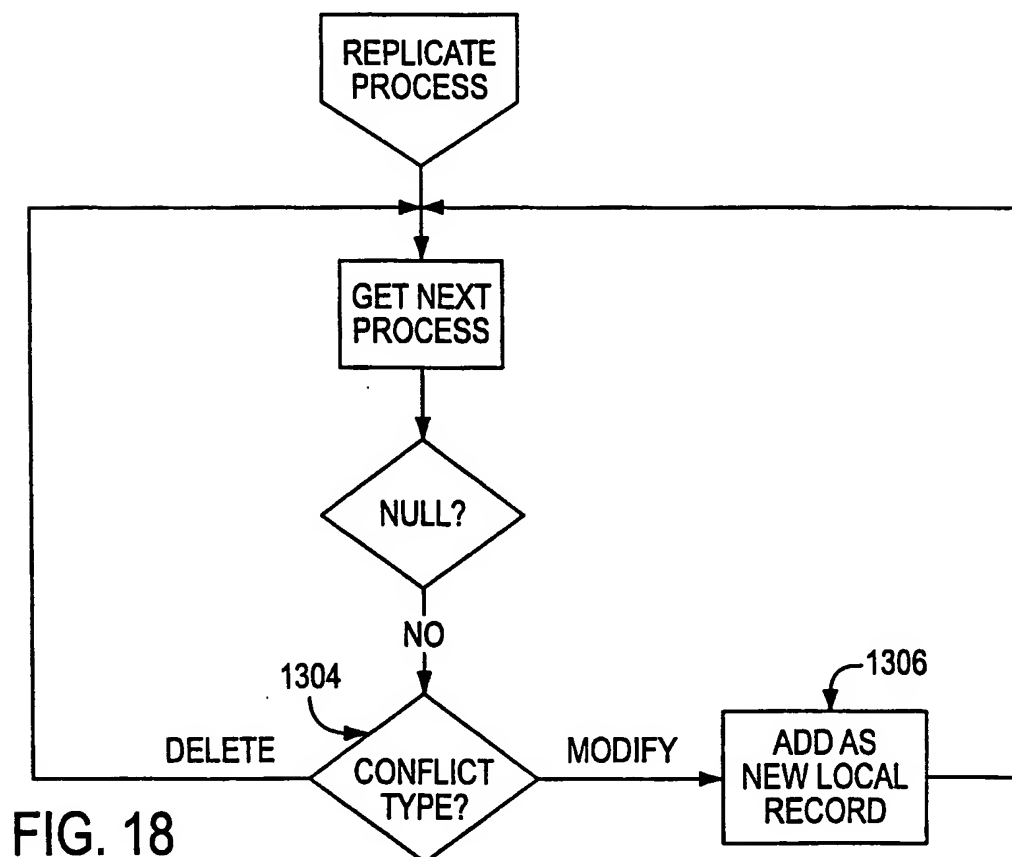 REPLICATE
PROCESS
GET NEXT
PROCESS
NULL?
NO
1304
1306
DELETE
CONFLICT
TYPE?
MODIFY
ADD AS
NEW LOCAL
RECORD
FIG. 18